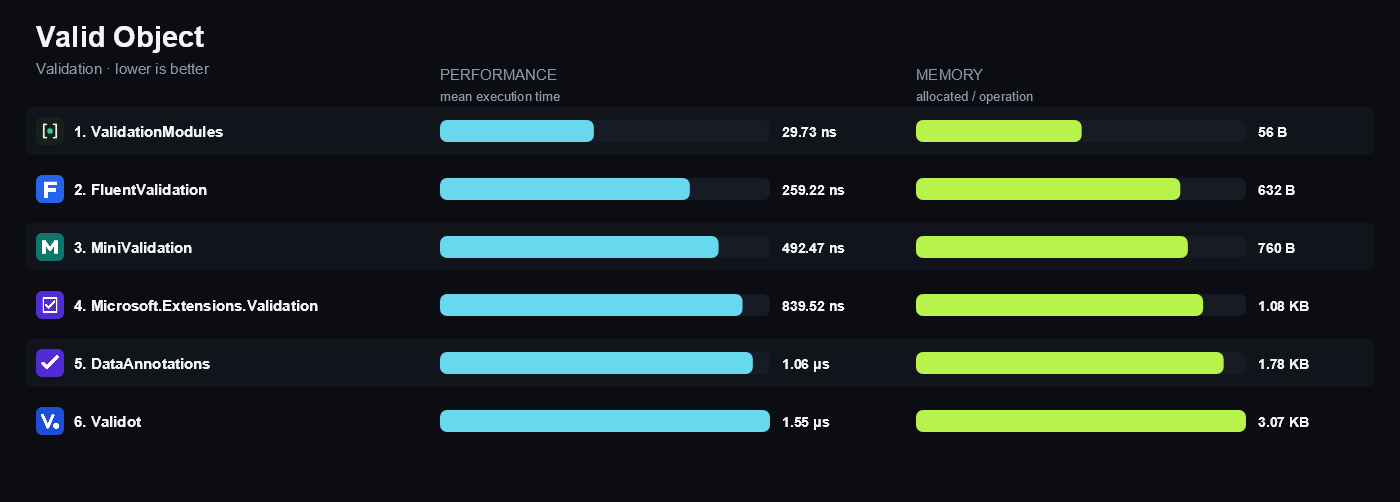 Valid Object
Validation · lower is better
PERFORMANCE
mean execution time
MEMORY
allocated / operation
1. ValidationModules 29.73 ns 56 B
F 2. FluentValidation 259.22 ns 632 B
M 3. MiniValidation 492.47 ns 760 B
4. Microsoft.Extensions.Validation 839.52 ns 1.08 KB
5. DataAnnotations 1.06 µs 1.78 KB
V. 6. Validot 1.55 µs 3.07 KB